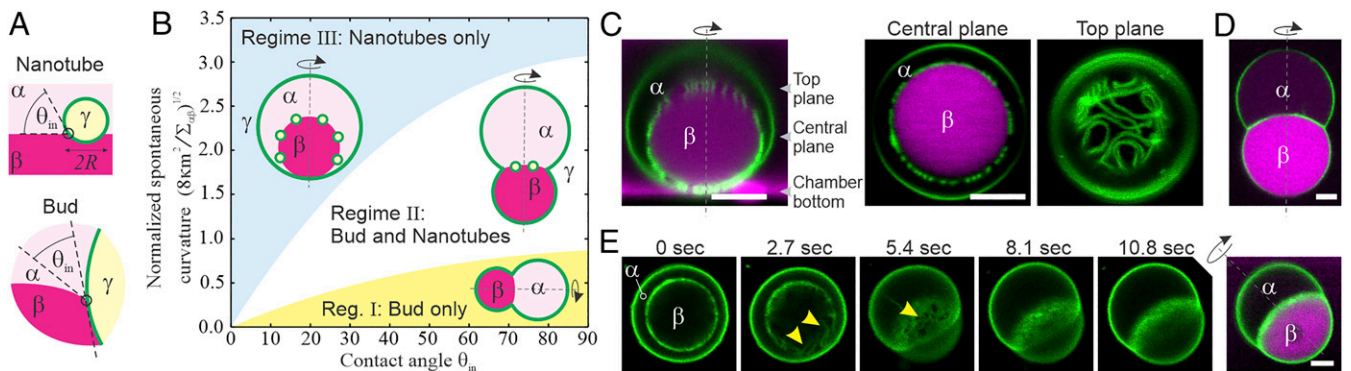 A
Nanotube
α
γ
θin
β
2R
Bud
θin
α
γ
β
B
Normalized spontaneous
curvature (8κm²/Σαβ)^1/2
3.5
3.0
2.5
2.0
1.5
1.0
0.5
0.0
Regime III: Nanotubes only
α
γ
β
α
β
γ
Regime II:
Bud and Nanotubes
β
α
Reg. I: Bud only
0 10 20 30 40 50 60 70 80 90
Contact angle θin
C
α
β
Top
plane
Central
plane
Chamber
bottom
Central plane
α
β
Top plane
D
α
β
E
0 sec 2.7 sec 5.4 sec 8.1 sec 10.8 sec
α
β
α
β